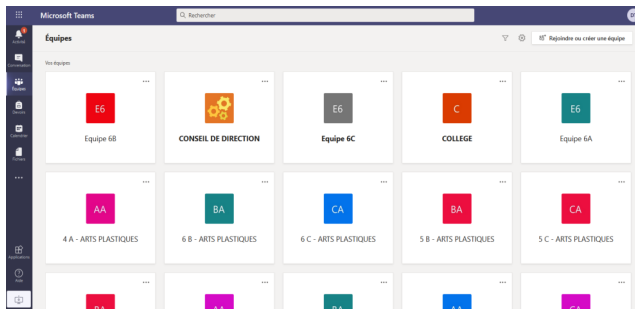 Microsoft Teams
Rechercher
Activité
Équipes
Rejoindre ou créer une équipe
Conversation
Vos équipes
Équipes
E6
E6
C
E6
Devoirs
Equipe 6B
CONSEIL DE DIRECTION
Equipe 6C
COLLEGE
Equipe 6A
Calendrier
Fichiers
AA
BA
CA
BA
CA
4 A - ARTS PLASTIQUES
6 B - ARTS PLASTIQUES
6 C - ARTS PLASTIQUES
5 B - ARTS PLASTIQUES
5 C - ARTS PLASTIQUES
Applications
Aide